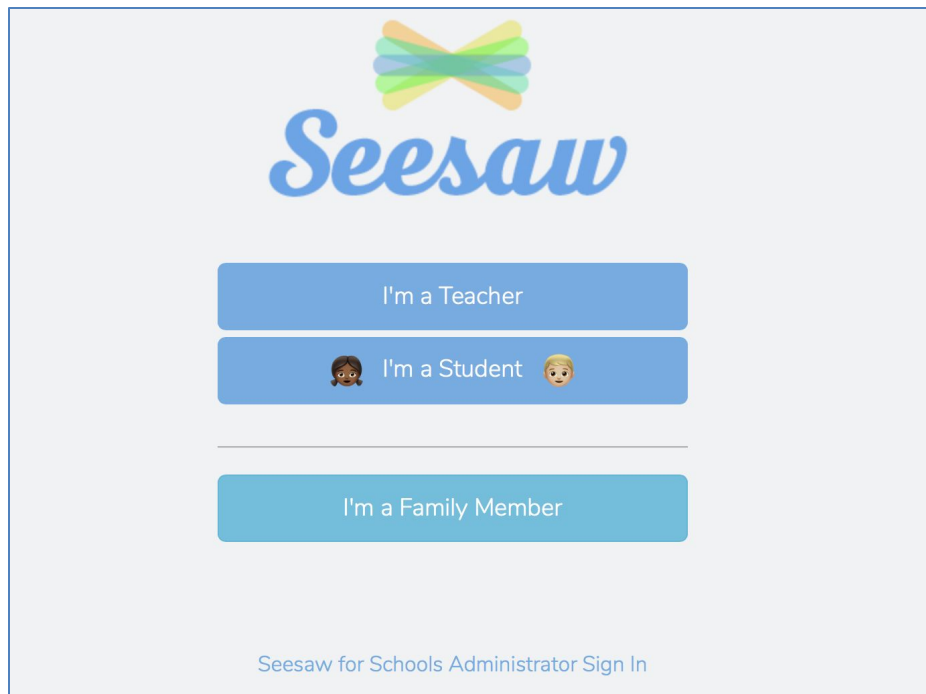 Seesaw
I'm a Teacher
I'm a Student
I'm a Family Member
Seesaw for Schools Administrator Sign In